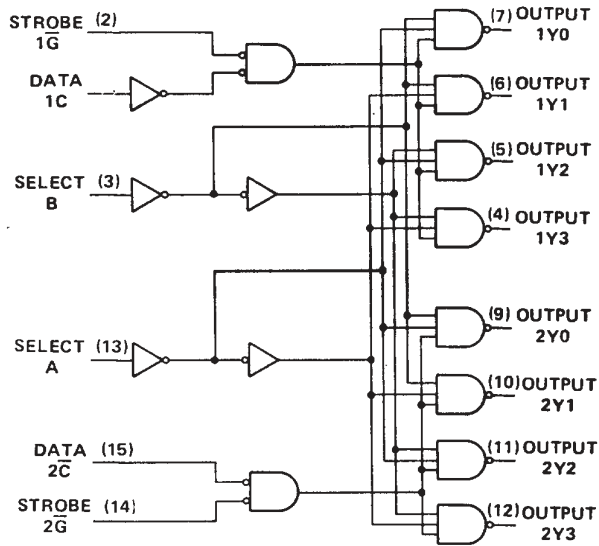 STROBE (2)
1G̅
DATA
1C
SELECT (3)
B
SELECT (13)
A
DATA (15)
2C̅
STROBE (14)
2G̅
(7) OUTPUT
1Y0
(6) OUTPUT
1Y1
(5) OUTPUT
1Y2
(4) OUTPUT
1Y3
(9) OUTPUT
2Y0
(10) OUTPUT
2Y1
(11) OUTPUT
2Y2
(12) OUTPUT
2Y3